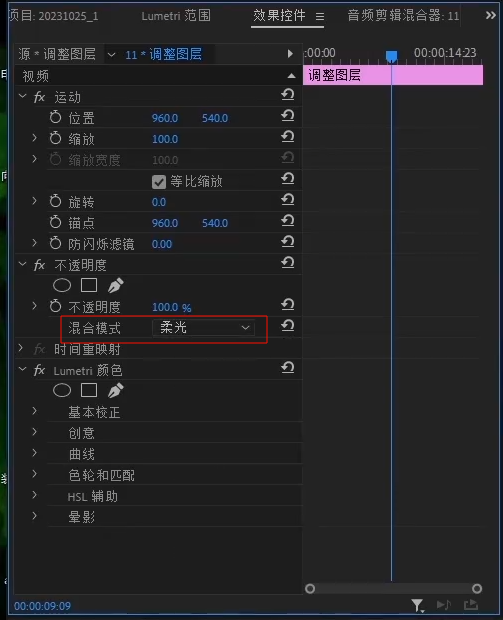 项目: 20231025_1 Lumetri 范围 效果控件 音频剪辑混合器: 11
源 * 调整图层 11 * 调整图层 :00:00 00:00:14:23
视频 调整图层
fx 运动
位置 960.0 540.0
缩放 100.0
缩放宽度 100.0
等比缩放
旋转 0.0
锚点 960.0 540.0
防闪烁滤镜 0.00
fx 不透明度
不透明度 100.0 %
混合模式 柔光
fx 时间重映射
fx Lumetri 颜色
基本校正
创意
曲线
色轮和匹配
HSL 辅助
晕影
00:00:09:09